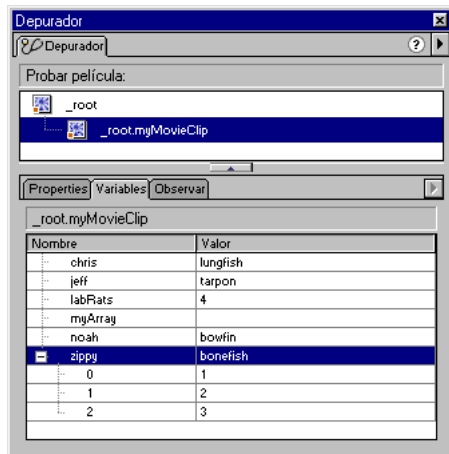 Depurador
Depurador
?
Probar película:
_root
_root.myMovieClip
Properties Variables Observar
_root.myMovieClip
Nombre Valor
chris lungfish
jeff tarpon
labRats 4
myArray
noah bowfin
zippy bonefish
0 1
1 2
2 3